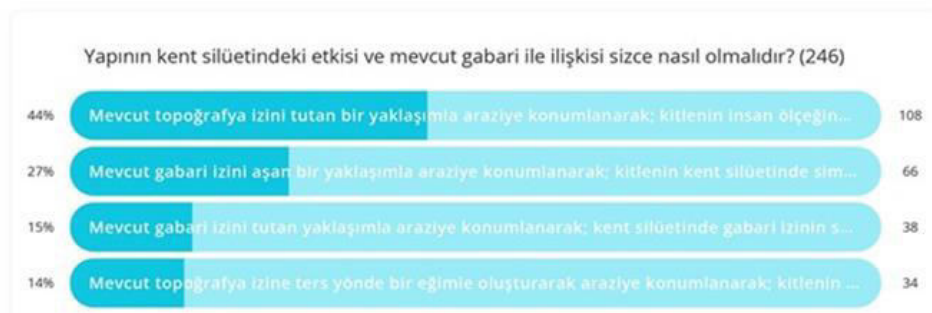 Yapının kent silüetindeki etkisi ve mevcut gabari ile ilişkisi sizce nasıl olmalıdır? (246)
44% Mevcut topoğrafya izini tutan bir yaklaşımla araziye konumlanarak; kitlenin insan ölçeğin... 108
27% Mevcut gabari izini aşan bir yaklaşımla araziye konumlanarak; kitlenin kent silüetinde sim... 66
15% Mevcut gabari izini tutan yaklaşımla araziye konumlanarak; kent silüetinde gabari izinin s... 38
14% Mevcut topoğrafya izine ters yönde bir eğimle oluşturarak araziye konumlanarak; kitlenin ... 34